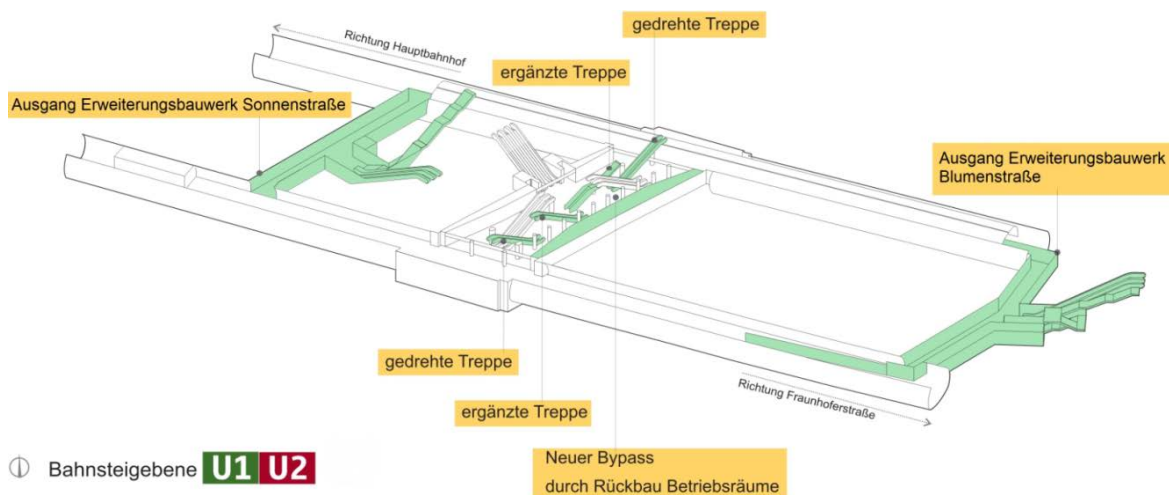 gedrehte Treppe
Richtung Hauptbahnhof
ergänzte Treppe
Ausgang Erweiterungsbauwerk Sonnenstraße
Ausgang Erweiterungsbauwerk
Blumenstraße
gedrehte Treppe
Richtung Fraunhoferstraße
ergänzte Treppe
Neuer Bypass
durch Rückbau Betriebsräume
Bahnsteigebene U1 U2